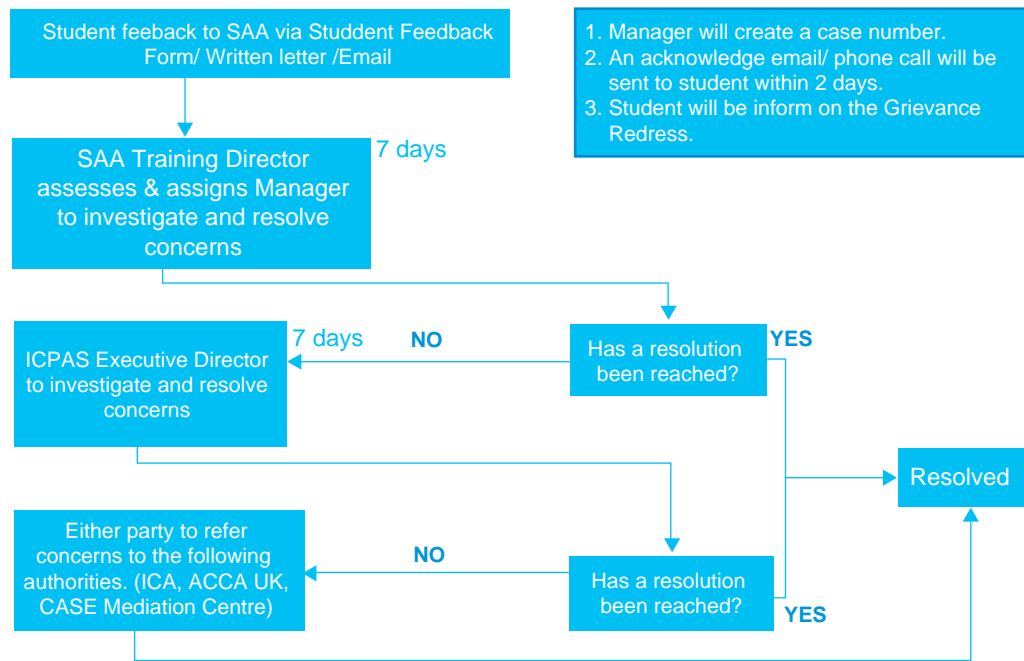 Student feeback to SAA via Studdent Feedback
Form/ Written letter /Email
1. Manager will create a case number.
2. An acknowledge email/ phone call will be
sent to student within 2 days.
3. Student will be inform on the Grievance
Redress.
SAA Training Director
assesses & assigns Manager
to investigate and resolve
concerns
7 days
Has a resolution
been reached?
YES
NO
7 days
ICPAS Executive Director
to investigate and resolve
concerns
Resolved
Has a resolution
been reached?
YES
NO
Either party to refer
concerns to the following
authorities. (ICA, ACCA UK,
CASE Mediation Centre)